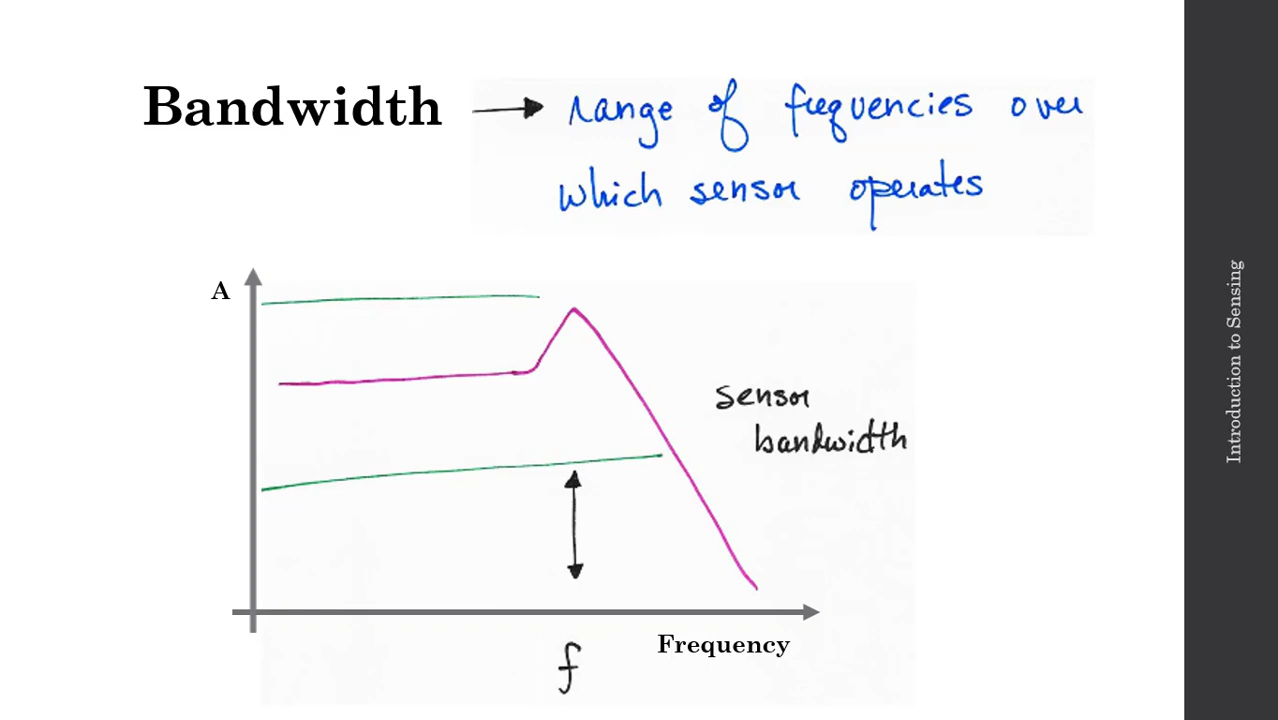 Bandwidth → range of frequencies over
which sensor operates
A
sensor
bandwidth
Frequency
f
Introduction to Sensing